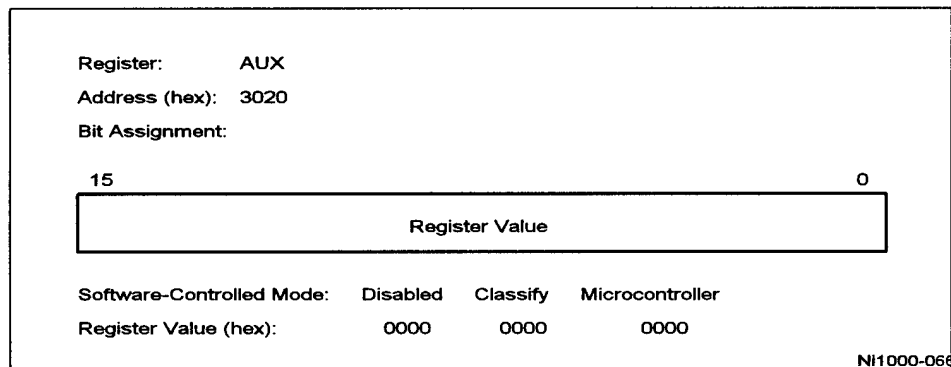 Register: AUX
Address (hex): 3020
Bit Assignment:
15 0
Register Value
Software-Controlled Mode: Disabled Classify Microcontroller
Register Value (hex): 0000 0000 0000
Ni1000-066